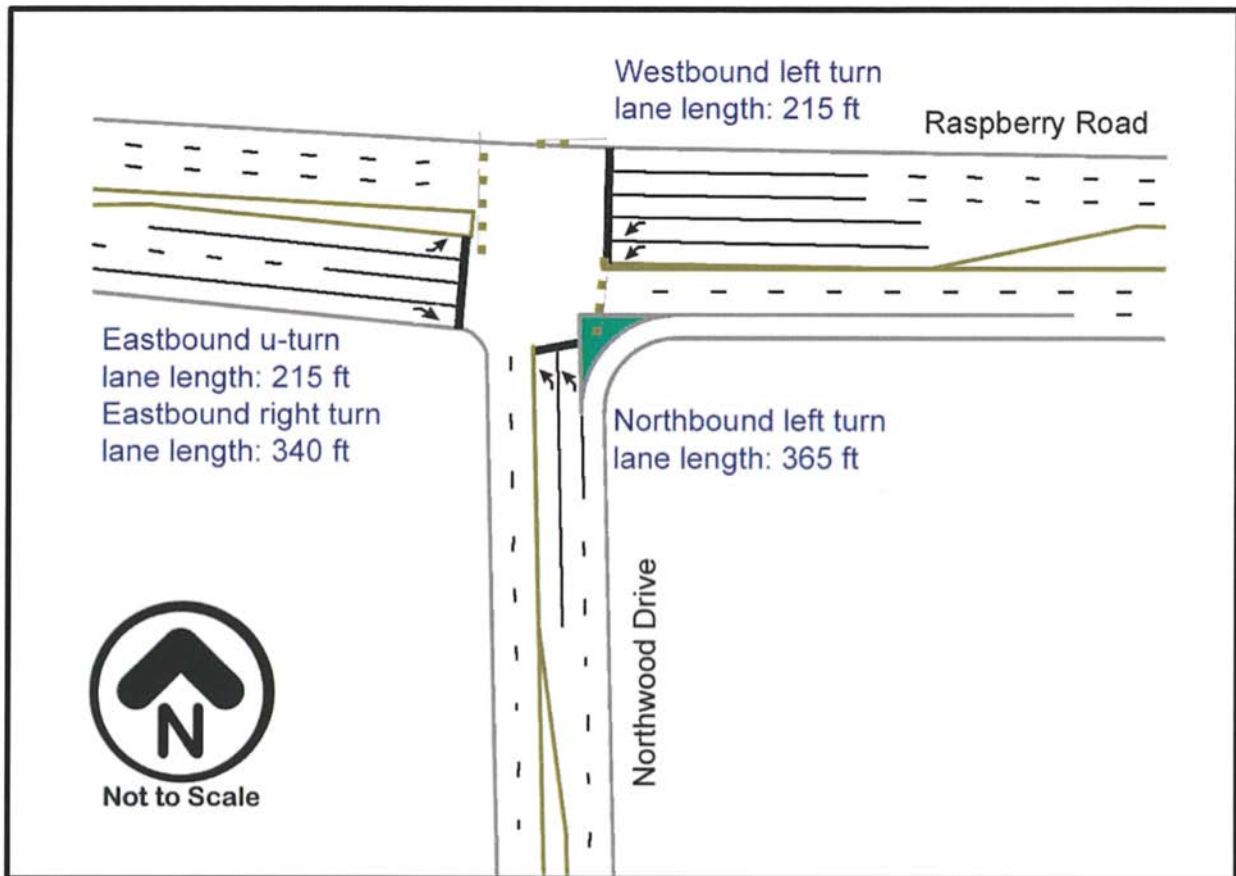 Westbound left turn
lane length: 215 ft
Raspberry Road
Eastbound u-turn
lane length: 215 ft
Eastbound right turn
lane length: 340 ft
Northbound left turn
lane length: 365 ft
Northwood Drive
N
Not to Scale